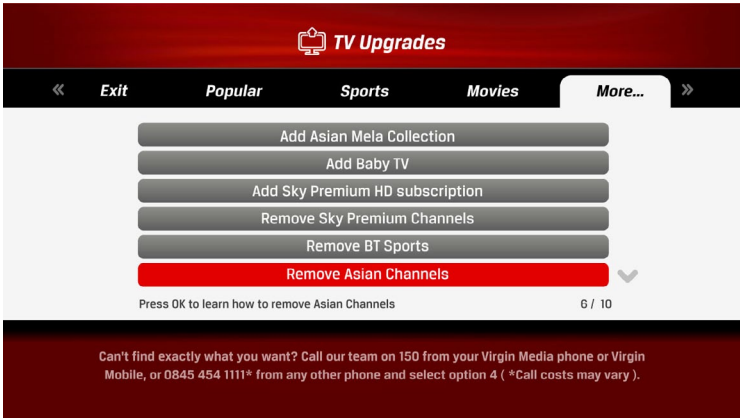 TV Upgrades
« Exit Popular Sports Movies More... »
Add Asian Mela Collection
Add Baby TV
Add Sky Premium HD subscription
Remove Sky Premium Channels
Remove BT Sports
Remove Asian Channels
Press OK to learn how to remove Asian Channels 6 / 10
Can't find exactly what you want? Call our team on 150 from your Virgin Media phone or Virgin
Mobile, or 0845 454 1111* from any other phone and select option 4 ( *Call costs may vary ).